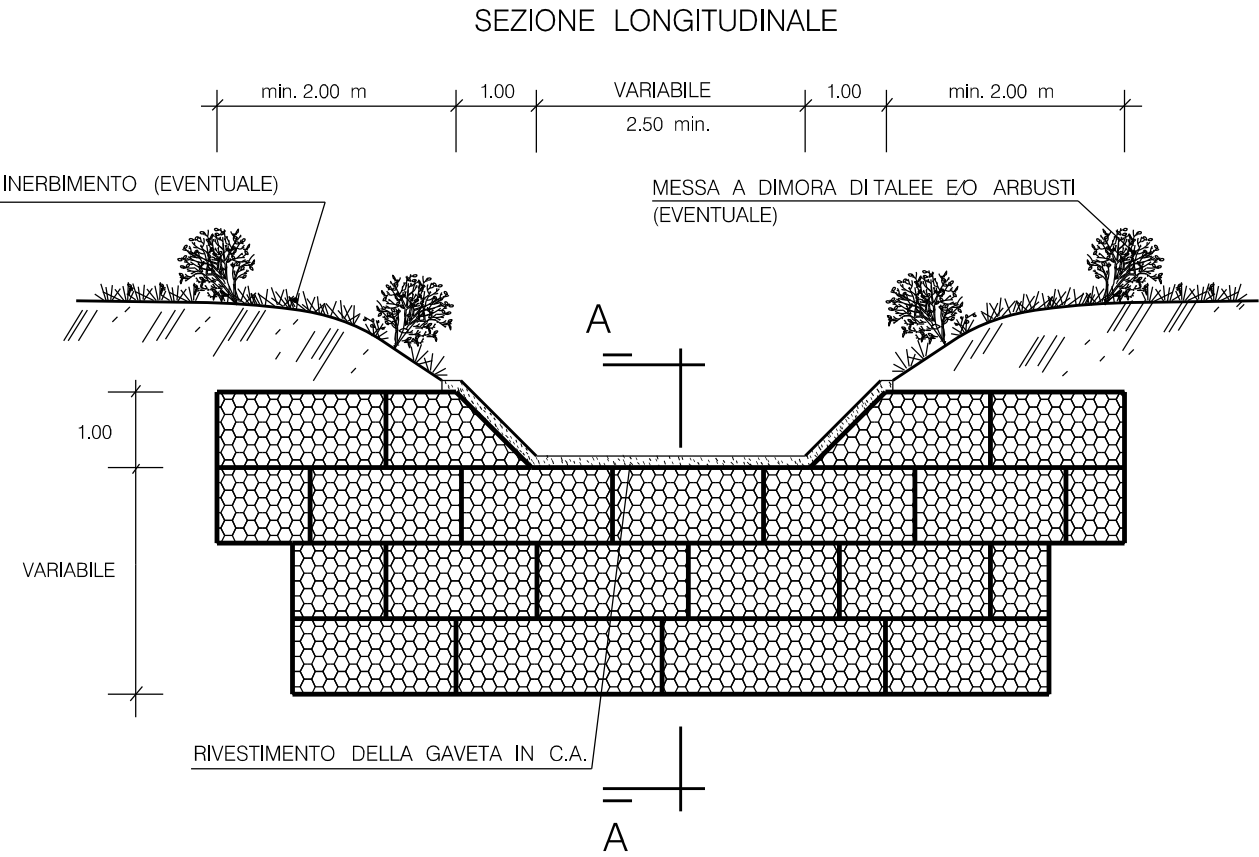 SEZIONE LONGITUDINALE
min. 2.00 m
1.00
VARIABILE
1.00
min. 2.00 m
2.50 min.
INERBIMENTO (EVENTUALE)
MESSA A DIMORA DI TALEE E/O ARBUSTI
(EVENTUALE)
A
1.00
VARIABILE
RIVESTIMENTO DELLA GAVETA IN C.A.
A